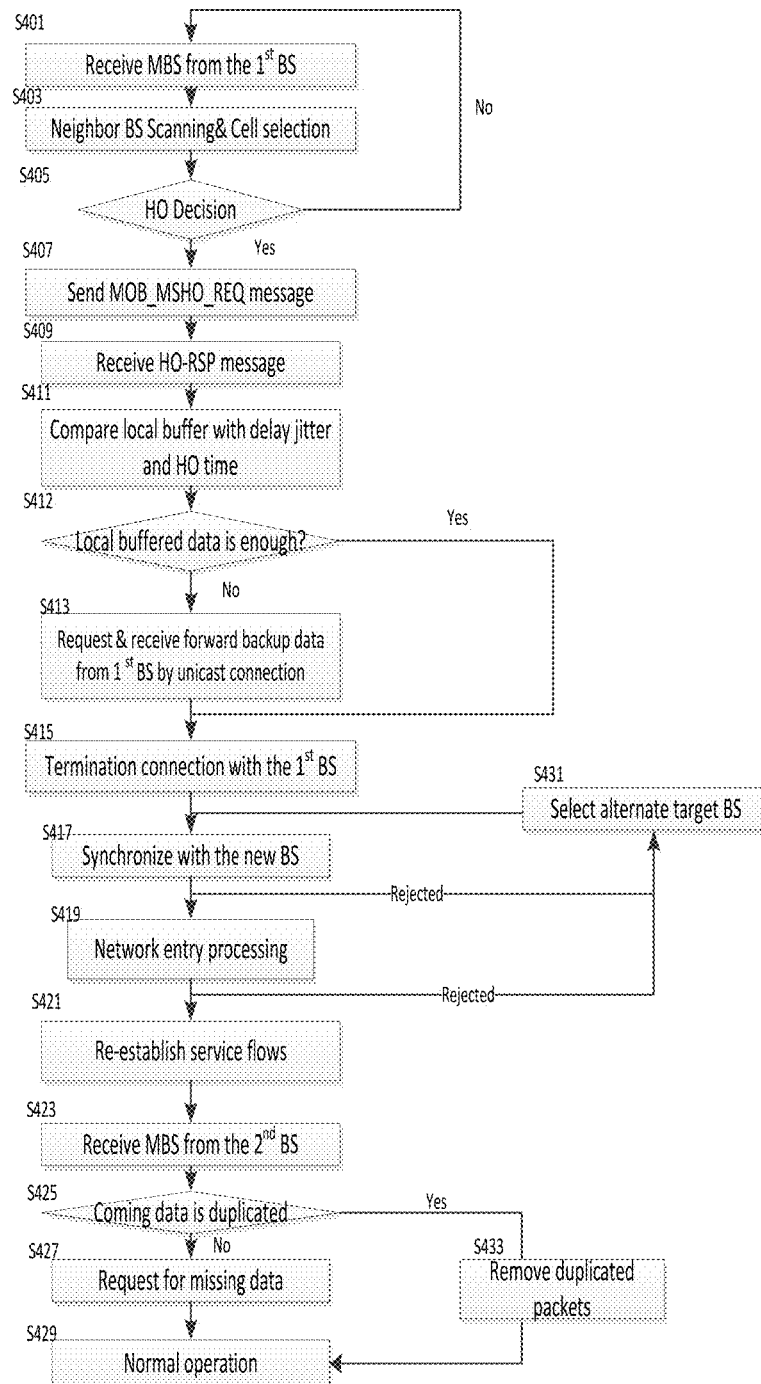 S401
Receive MBS from the 1st BS
S403
Neighbor BS Scanning& Cell selection
No
S405
HO Decision
S407
Yes
Send MOB_MSHO_REQ message
S409
Receive HO-RSP message
S411
Compare local buffer with delay jitter
and HO time
S412
Yes
Local buffered data is enough?
No
S413
Request & receive forward backup data
from 1st BS by unicast connection
S415
Termination connection with the 1st BS
S431
Select alternate target BS
S417
Synchronize with the new BS
Rejected
S419
Network entry processing
Rejected
S421
Re-establish service flows
S423
Receive MBS from the 2nd BS
S425
Coming data is duplicated
Yes
No
S427
Request for missing data
S433
Remove duplicated
packets
S429
Normal operation